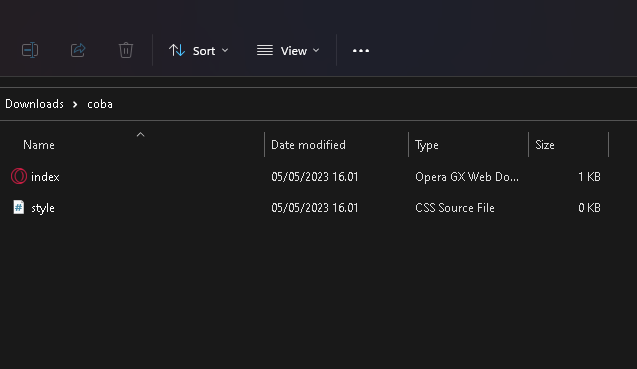 Sort View
Downloads coba
Name Date modified Type Size
index 05/05/2023 16.01 Opera GX Web Do... 1 KB
style 05/05/2023 16.01 CSS Source File 0 KB